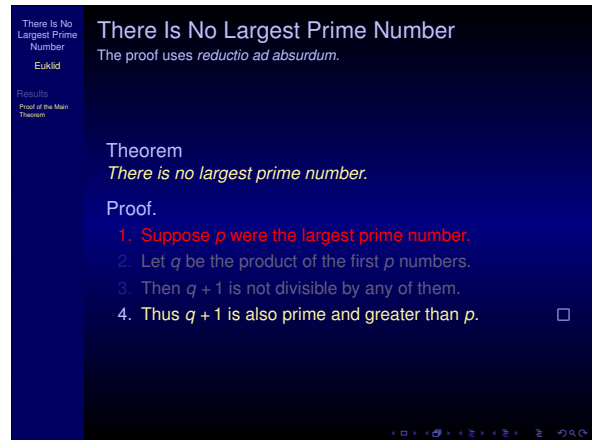 There Is No
Largest Prime
Number
Euklid
Results
Proof of the Main
Theorem
There Is No Largest Prime Number
The proof uses reductio ad absurdum.
Theorem
There is no largest prime number.
Proof.
1. Suppose p were the largest prime number.
2. Let q be the product of the first p numbers.
3. Then q + 1 is not divisible by any of them.
4. Thus q + 1 is also prime and greater than p.